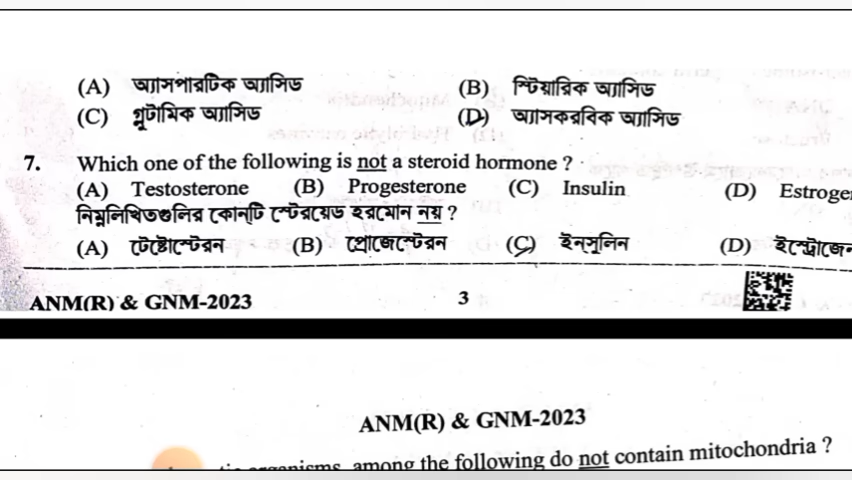 (A) অ্যাসপারটিক অ্যাসিড (B) স্টিয়ারিক অ্যাসিড
(C) গ্লুটামিক অ্যাসিড (D) অ্যাসকরবিক অ্যাসিড
7. Which one of the following is not a steroid hormone ?
(A) Testosterone (B) Progesterone (C) Insulin (D) Estroge
নিম্নলিখিতগুলির কোন্‌টি স্টেরয়েড হরমোন নয় ?
(A) টেস্টোস্টেরন (B) প্রোজেস্টেরন (C) ইন্‌সুলিন (D) ইস্ট্রোজে
ANM(R) & GNM-2023 3
ANM(R) & GNM-2023
organisms, among the following do not contain mitochondria ?